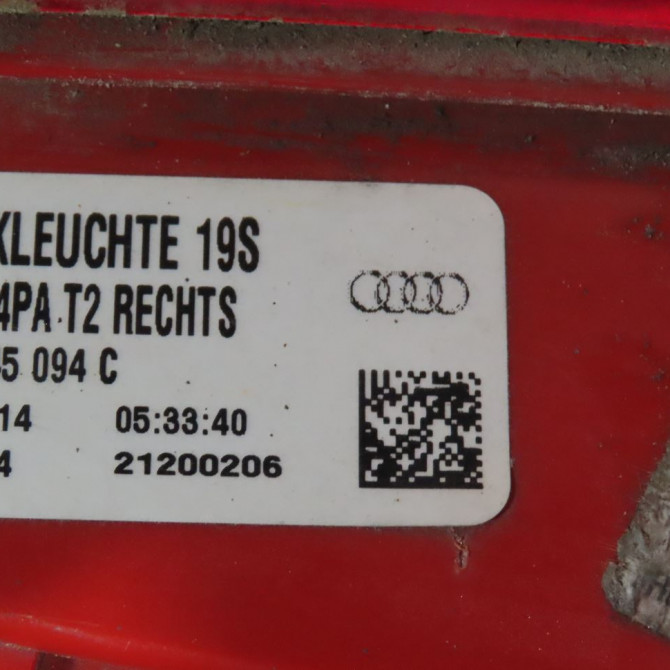 KLEUCHTE 19S
4PA T2 RECHTS
5 094 C
14 05:33:40
4 21200206